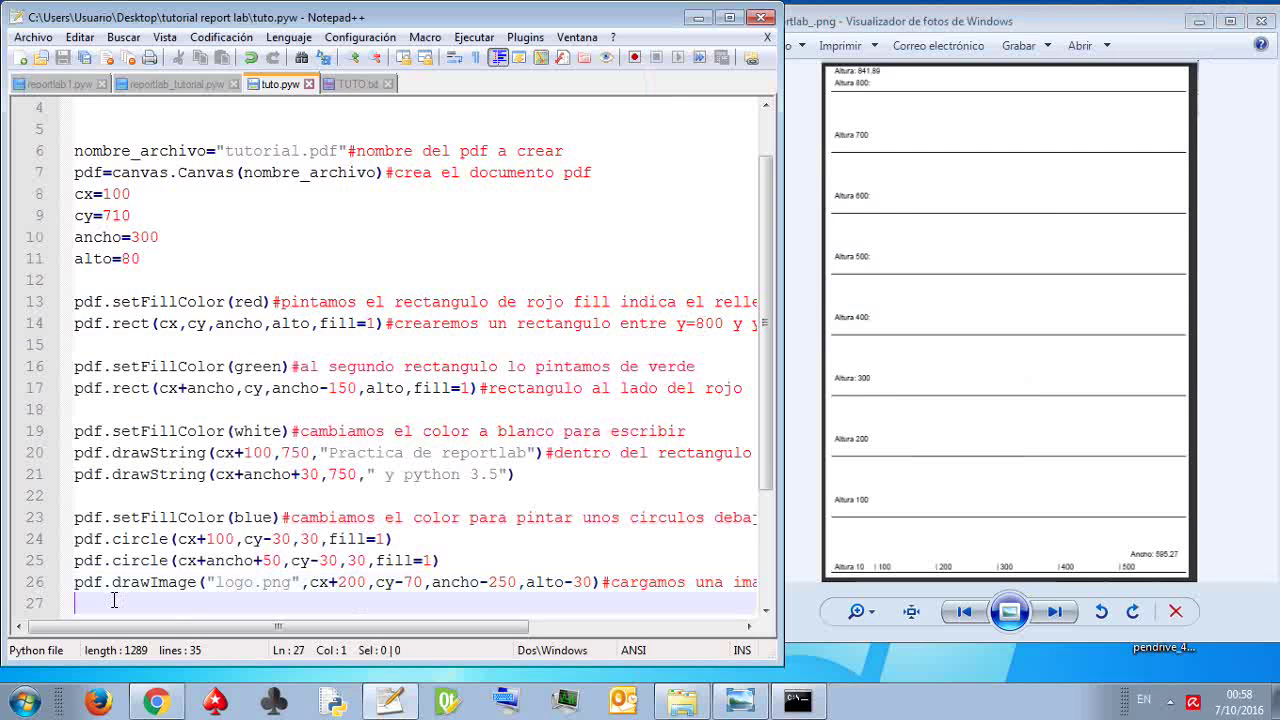 C:\Users\Usuario\Desktop\tutorial report lab\tuto.pyw - Notepad++
Archivo Editar Buscar Vista Codificación Lenguaje Configuración Macro Ejecutar Plugins Ventana ? X
reportlab1.pyw reportlab_tutorial.pyw tuto.pyw TUTO.txt
4
5
6 nombre_archivo="tutorial.pdf"#nombre del pdf a crear
7 pdf=canvas.Canvas(nombre_archivo)#crea el documento pdf
8 cx=100
9 cy=710
10 ancho=300
11 alto=80
12
13 pdf.setFillColor(red)#pintamos el rectangulo de rojo fill indica el relle
14 pdf.rect(cx,cy,ancho,alto,fill=1)#crearemos un rectangulo entre y=800 y y
15
16 pdf.setFillColor(green)#al segundo rectangulo lo pintamos de verde
17 pdf.rect(cx+ancho,cy,ancho-150,alto,fill=1)#rectangulo al lado del rojo
18
19 pdf.setFillColor(white)#cambiamos el color a blanco para escribir
20 pdf.drawString(cx+100,750,"Practica de reportlab")#dentro del rectangulo
21 pdf.drawString(cx+ancho+30,750," y python 3.5")
22
23 pdf.setFillColor(blue)#cambiamos el color para pintar unos circulos debaj
24 pdf.circle(cx+100,cy-30,30,fill=1)
25 pdf.circle(cx+ancho+50,cy-30,30,fill=1)
26 pdf.drawImage("logo.png",cx+200,cy-70,ancho-250,alto-30)#cargamos una ima
27
Python file length : 1289 lines : 35 Ln : 27 Col : 1 Sel : 0 | 0 Dos\Windows ANSI INS
rtlab_.png - Visualizador de fotos de Windows
o Imprimir Correo electrónico Grabar Abrir
Altura: 841.89
Altura 800:
Altura 700
Altura 600:
Altura 500:
Altura 400:
Altura: 300
Altura 200
Altura 100
Ancho: 595.27
Altura 10 | 100 | 200 | 300 | 400 | 500
pendrive_4...
EN
00:58
7/10/2016